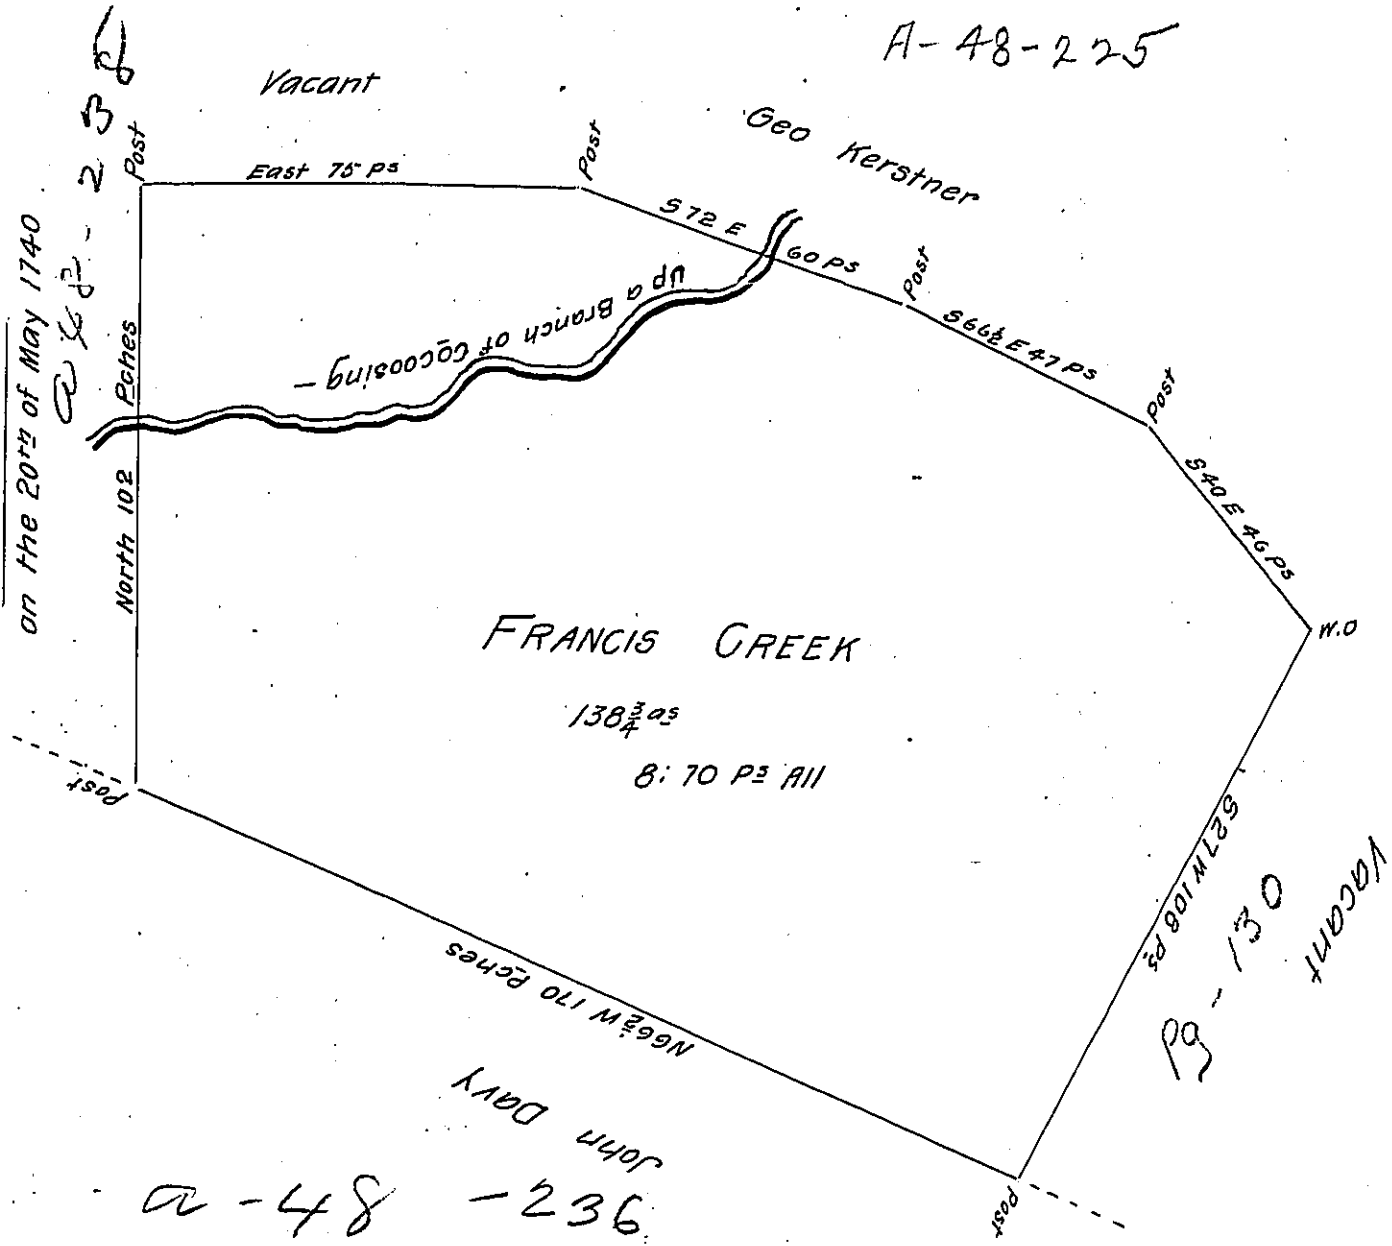 A-48-225
Vacant
Geo Kerstner
Post
East 75 Ps
Post
S 72 E 60 Ps
Post
S 66½ E 47 Ps
Post
S 40 E 46 Ps
W.O
Up a Branch of Cocoosing -
on the 20th of May 1740
a 48 - 23
North 102 Pches
FRANCIS CREEK
138¾ as
8: 70 Ps All
S 27 W 108 Ps
Vacant
Pg - 130
Post
N 66½ W 170 Pches
John Davy
Post
a - 48 - 236